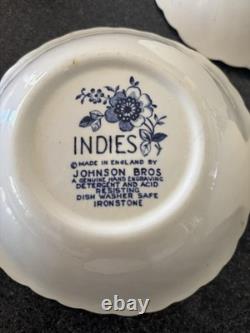 INDIES
© MADE IN ENGLAND BY
JOHNSON BROS
A GENUINE HAND ENGRAVING
DETERGENT AND ACID
RESISTING
DISH WASHER SAFE
IRONSTONE